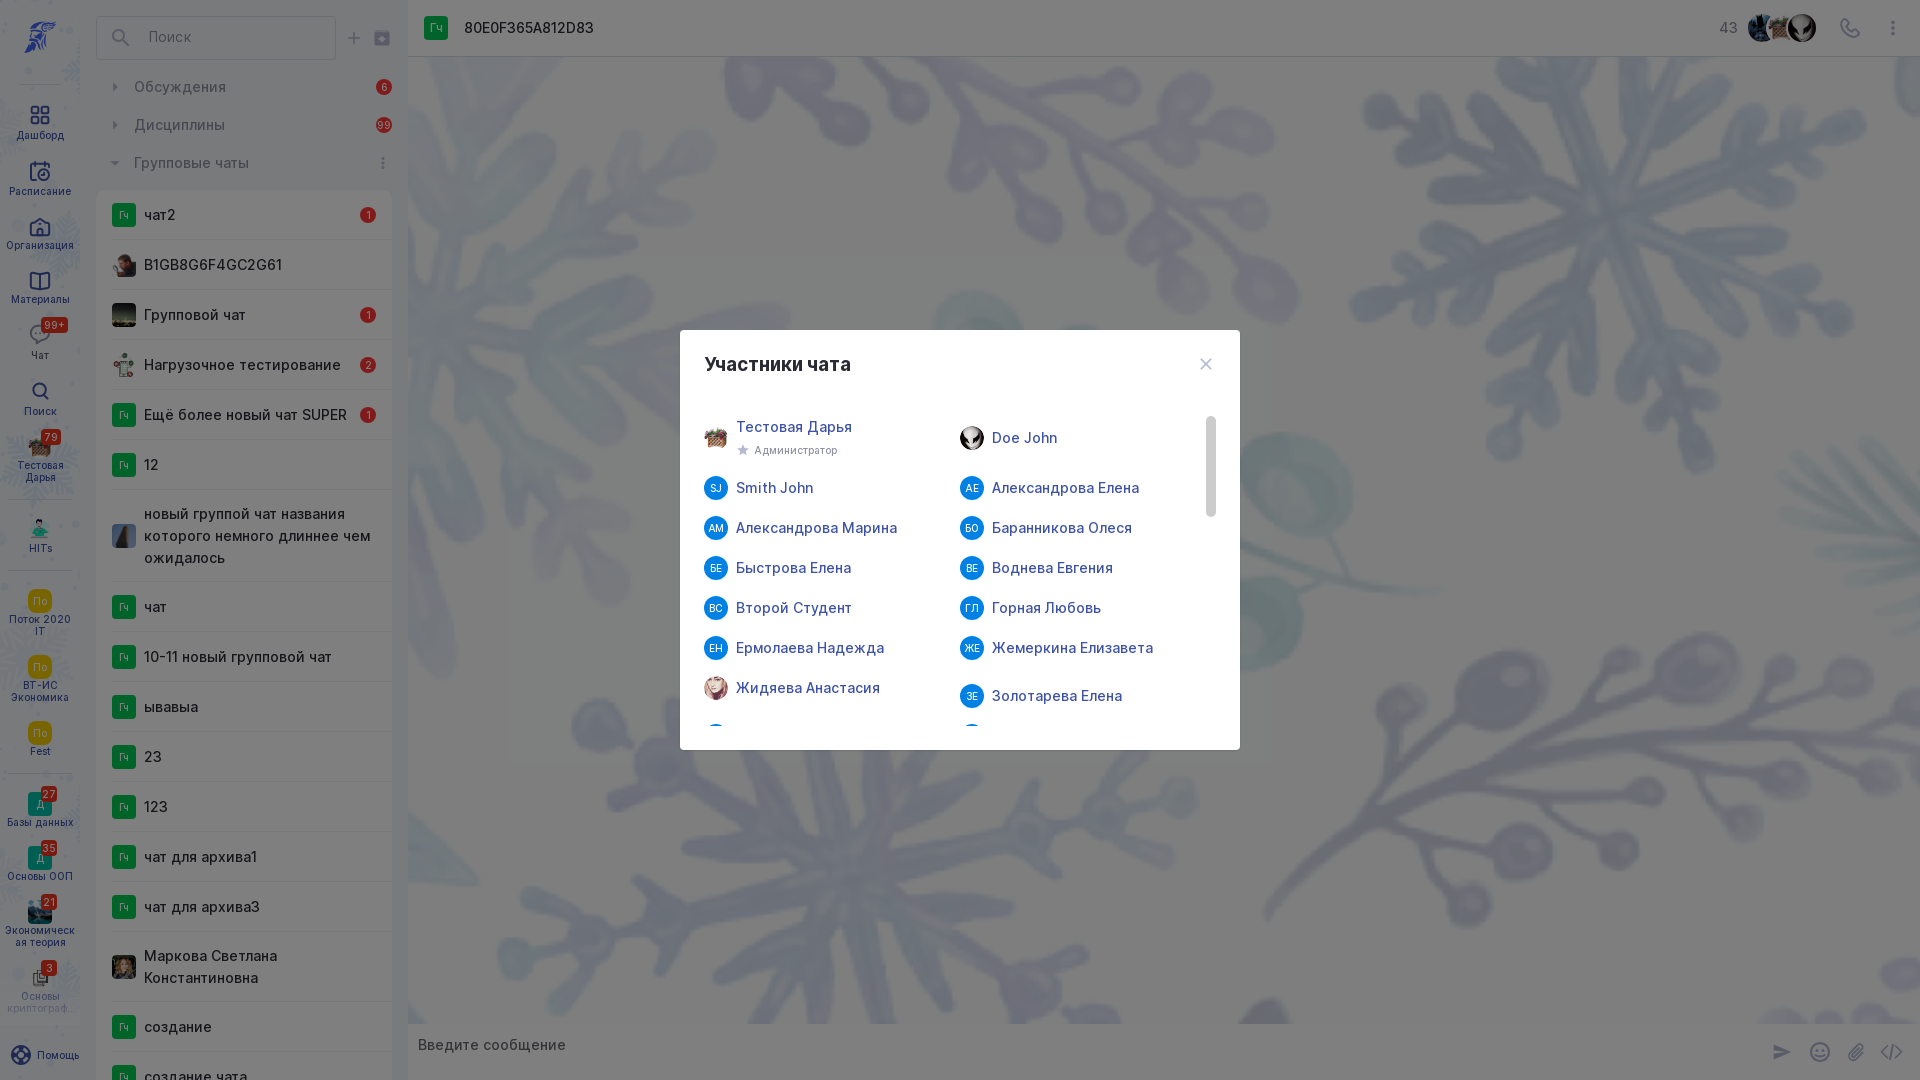 Дашборд
Расписание
Организация
Материалы
99+
Чат
Поиск
79
Тестовая
Дарья
HITs
По
Поток 2020
IT
По
ВТ-ИС
Экономика
По
Fest
27
Д
Базы данных
35
Д
Основы ООП
21
Экономическ
ая теория
3
Основы
криптограф...
Помощь
Поиск
Обсуждения
6
Дисциплины
99
Групповые чаты
Гч
чат2
1
B1GB8G6F4GC2G61
Групповой чат
1
Нагрузочное тестирование
2
Гч
Ещё более новый чат SUPER
1
Гч
12
новый группой чат названия
которого немного длиннее чем
ожидалось
Гч
чат
Гч
10-11 новый групповой чат
Гч
ывавыа
Гч
23
Гч
123
Гч
чат для архива1
Гч
чат для архива3
Маркова Светлана
Константиновна
Гч
создание
Гч
создание чата
Гч
80E0F365A812D83
43
Участники чата
Тестовая Дарья
Администратор
Doe John
SJ
Smith John
АЕ
Александрова Елена
АМ
Александрова Марина
БО
Баранникова Олеся
БЕ
Быстрова Елена
ВЕ
Воднева Евгения
ВС
Второй Студент
ГЛ
Горная Любовь
ЕН
Ермолаева Надежда
ЖЕ
Жемеркина Елизавета
Жидяева Анастасия
ЗЕ
Золотарева Елена
Введите сообщение